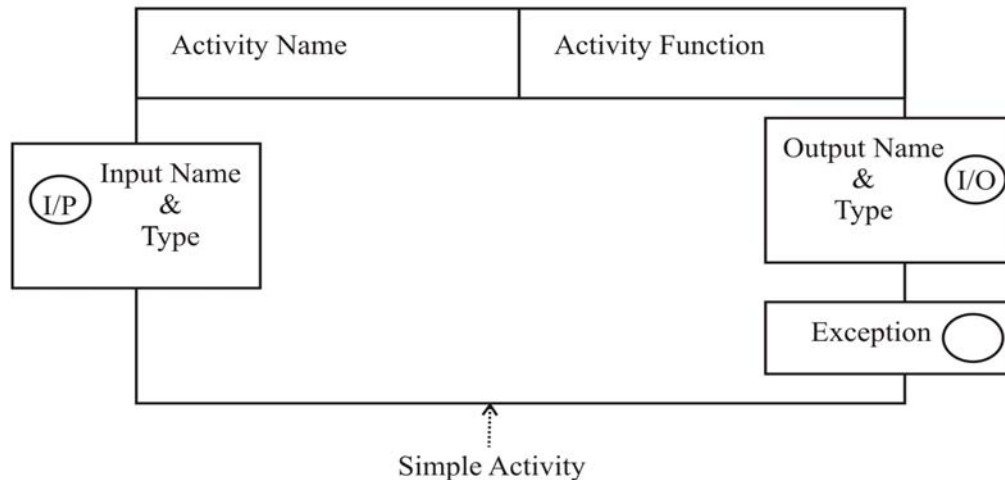 Activity Name
Activity Function
I/P
Input Name
&
Type
Output Name
&
Type
I/O
Exception
Simple Activity